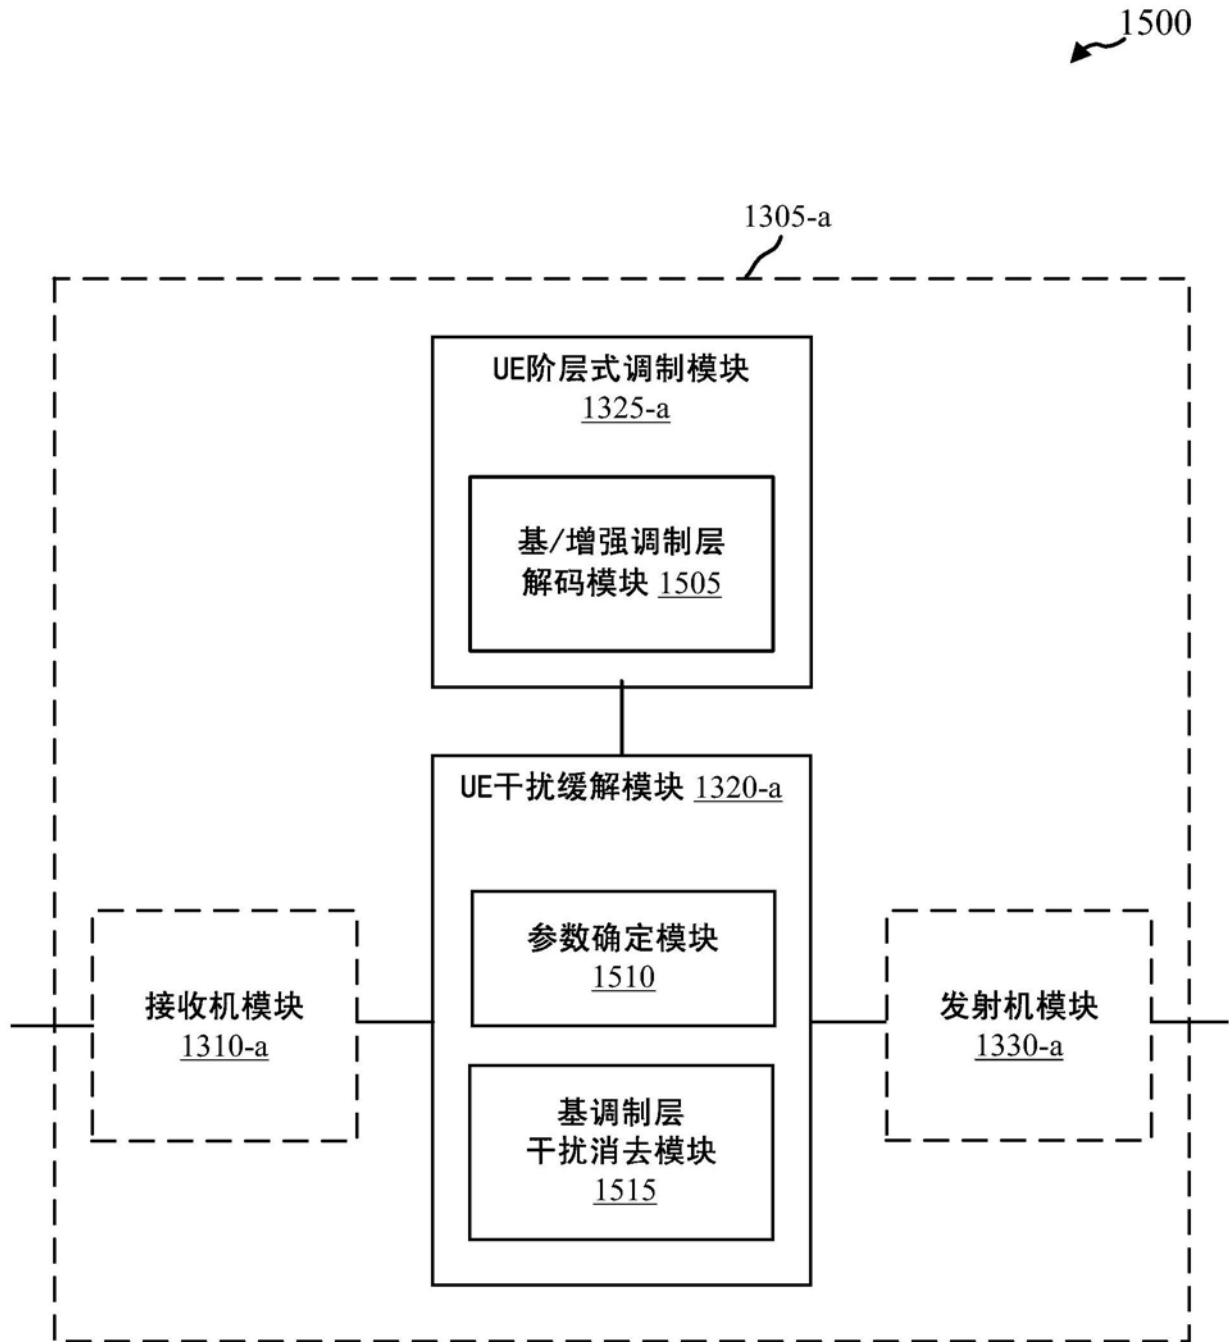 1500
1305-a
UE阶层式调制模块
1325-a
基/增强调制层
解码模块 1505
UE干扰缓解模块 1320-a
参数确定模块
1510
接收机模块
1310-a
发射机模块
1330-a
基调制层
干扰消去模块
1515